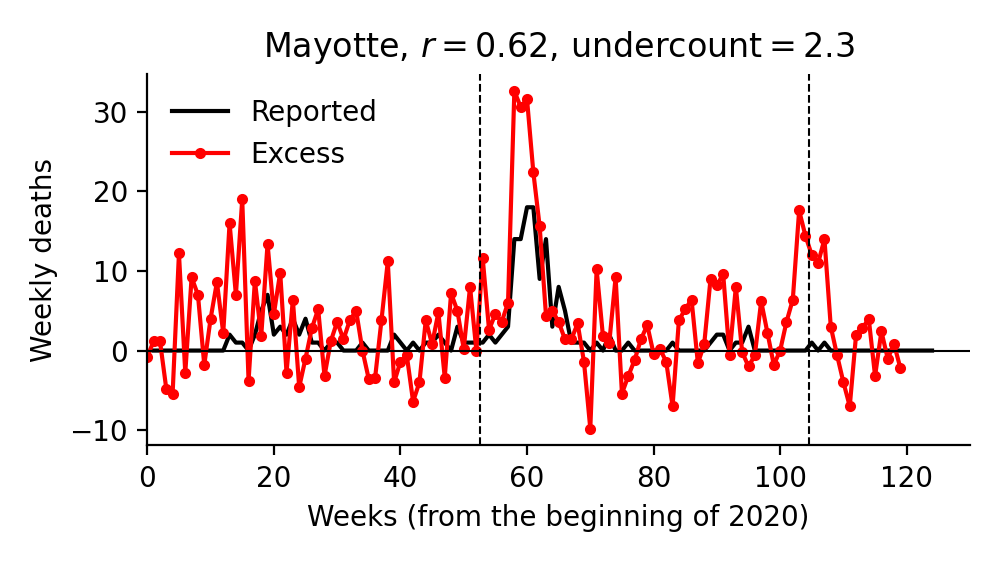 Mayotte, r = 0.62, undercount = 2.3
Reported
Excess
Weekly deaths
30
20
10
0
−10
0 20 40 60 80 100 120
Weeks (from the beginning of 2020)